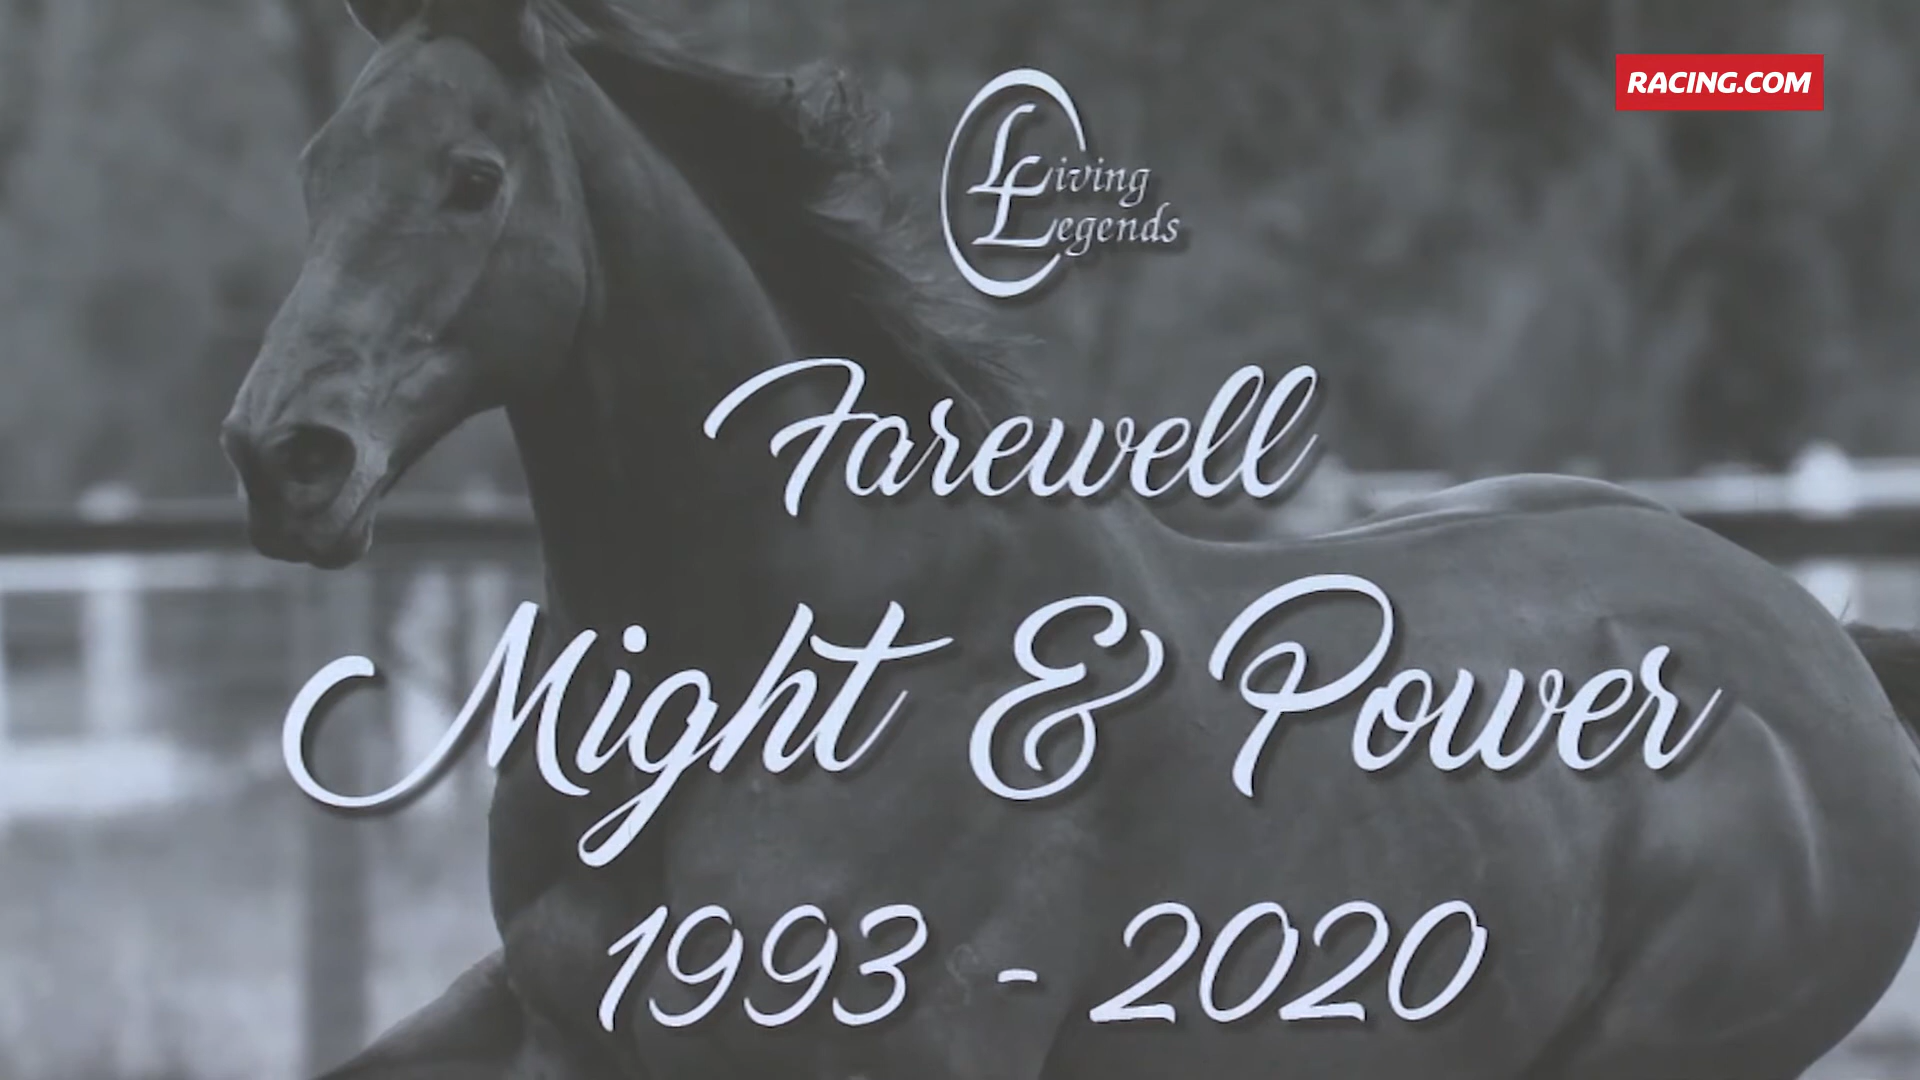 RACING.COM
Living
Legends
Farewell
Might & Power
1993 - 2020